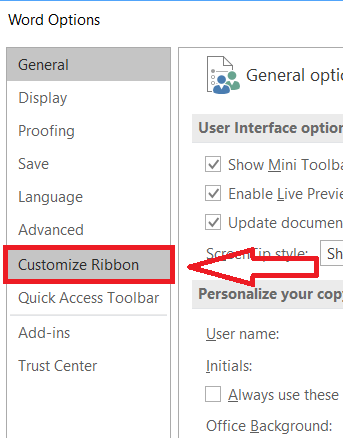 Word Options
General
Display
Proofing
Save
Language
Advanced
Customize Ribbon
Quick Access Toolbar
Add-ins
Trust Center
General optio
User Interface option
Show Mini Toolba
Enable Live Previe
Update documen
ScreenTip style: Sh
Personalize your copy
User name:
Initials:
Always use these
Office Background: